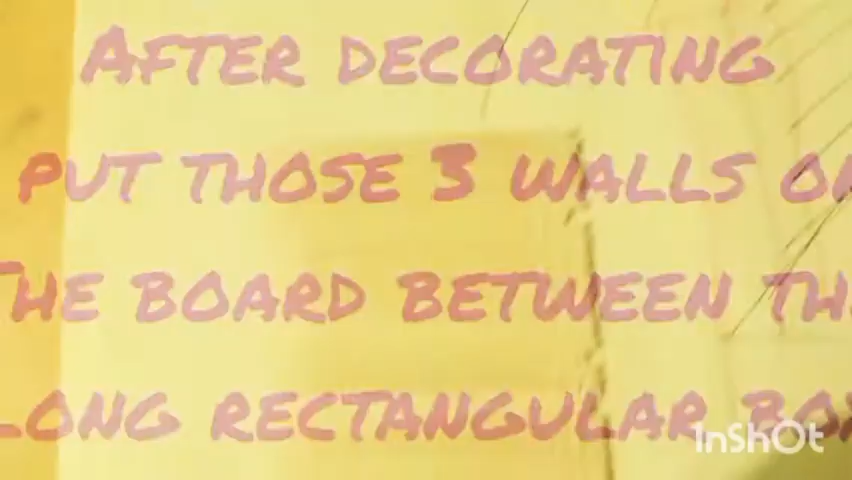 AFTER DECORATING
PUT THOSE 3 WALLS
THE BOARD BETWEEN
LONG RECTANGULAR
InShOt